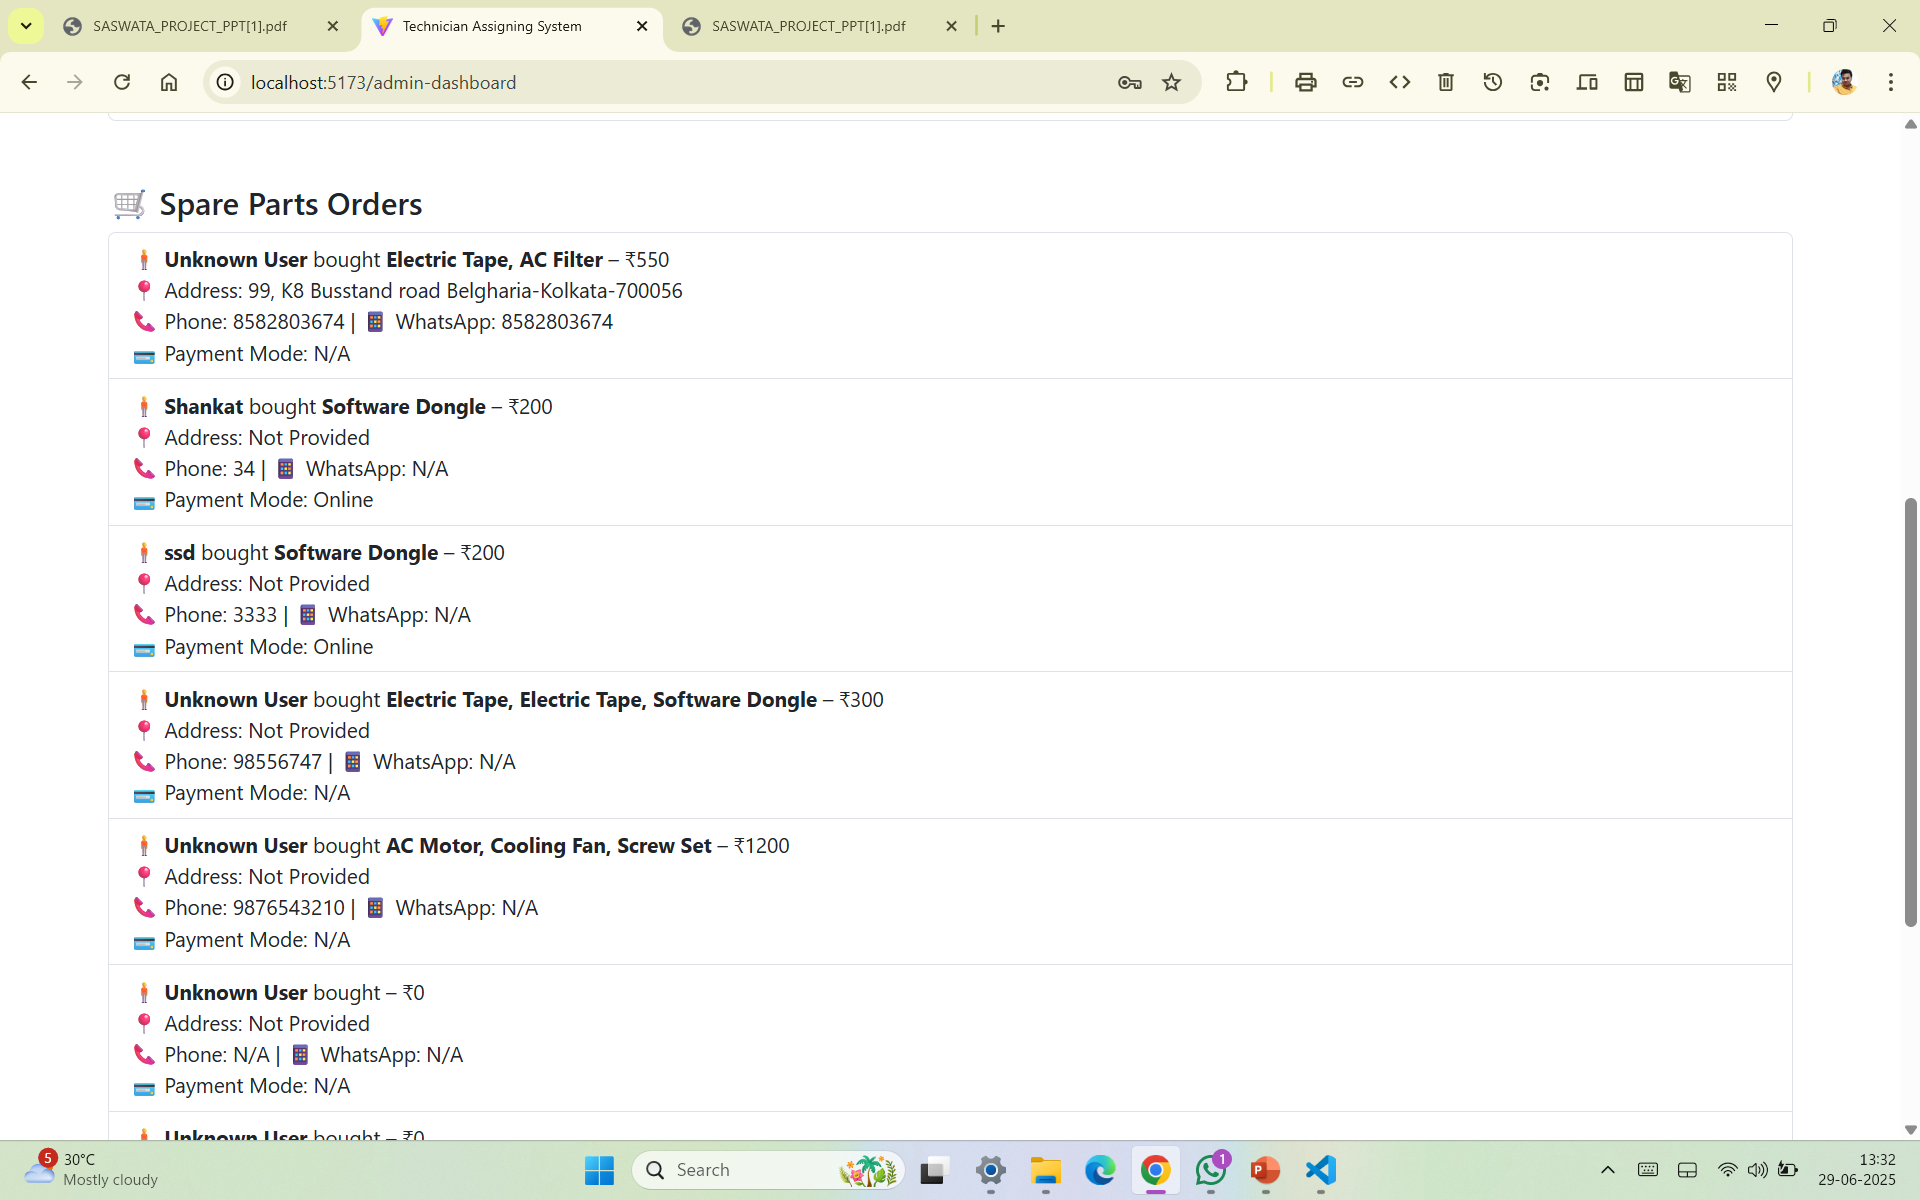 SASWATA_PROJECT_PPT[1].pdf
Technician Assigning System
SASWATA_PROJECT_PPT[1].pdf
localhost:5173/admin-dashboard
Spare Parts Orders
Unknown User bought Electric Tape, AC Filter – ₹550
Address: 99, K8 Busstand road Belgharia-Kolkata-700056
Phone: 8582803674 | WhatsApp: 8582803674
Payment Mode: N/A
Shankat bought Software Dongle – ₹200
Address: Not Provided
Phone: 34 | WhatsApp: N/A
Payment Mode: Online
ssd bought Software Dongle – ₹200
Address: Not Provided
Phone: 3333 | WhatsApp: N/A
Payment Mode: Online
Unknown User bought Electric Tape, Electric Tape, Software Dongle – ₹300
Address: Not Provided
Phone: 98556747 | WhatsApp: N/A
Payment Mode: N/A
Unknown User bought AC Motor, Cooling Fan, Screw Set – ₹1200
Address: Not Provided
Phone: 9876543210 | WhatsApp: N/A
Payment Mode: N/A
Unknown User bought – ₹0
Address: Not Provided
Phone: N/A | WhatsApp: N/A
Payment Mode: N/A
Unknown User bought – ₹0
5
30°C
Mostly cloudy
Search
1
13:32
29-06-2025